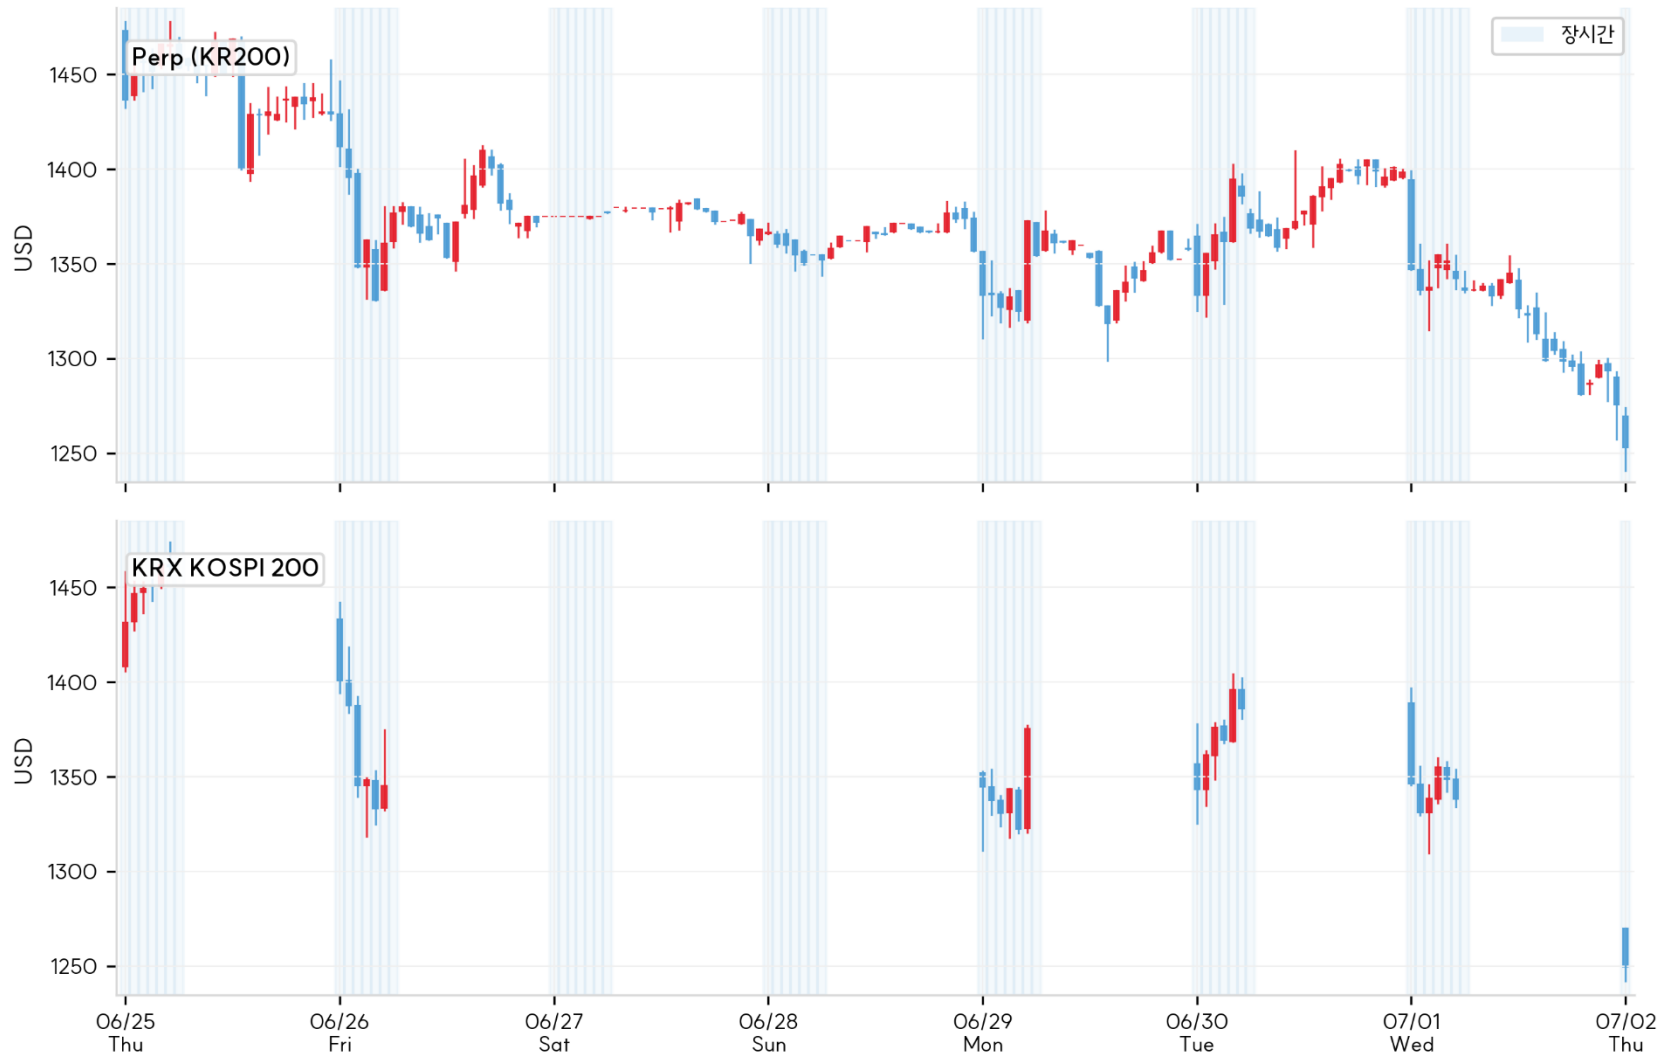 Perp (KR200)
장시간
USD
1450
1400
1350
1300
1250
KRX KOSPI 200
USD
1450
1400
1350
1300
1250
06/25 06/26 06/27 06/28 06/29 06/30 07/01 07/02
Thu Fri Sat Sun Mon Tue Wed Thu